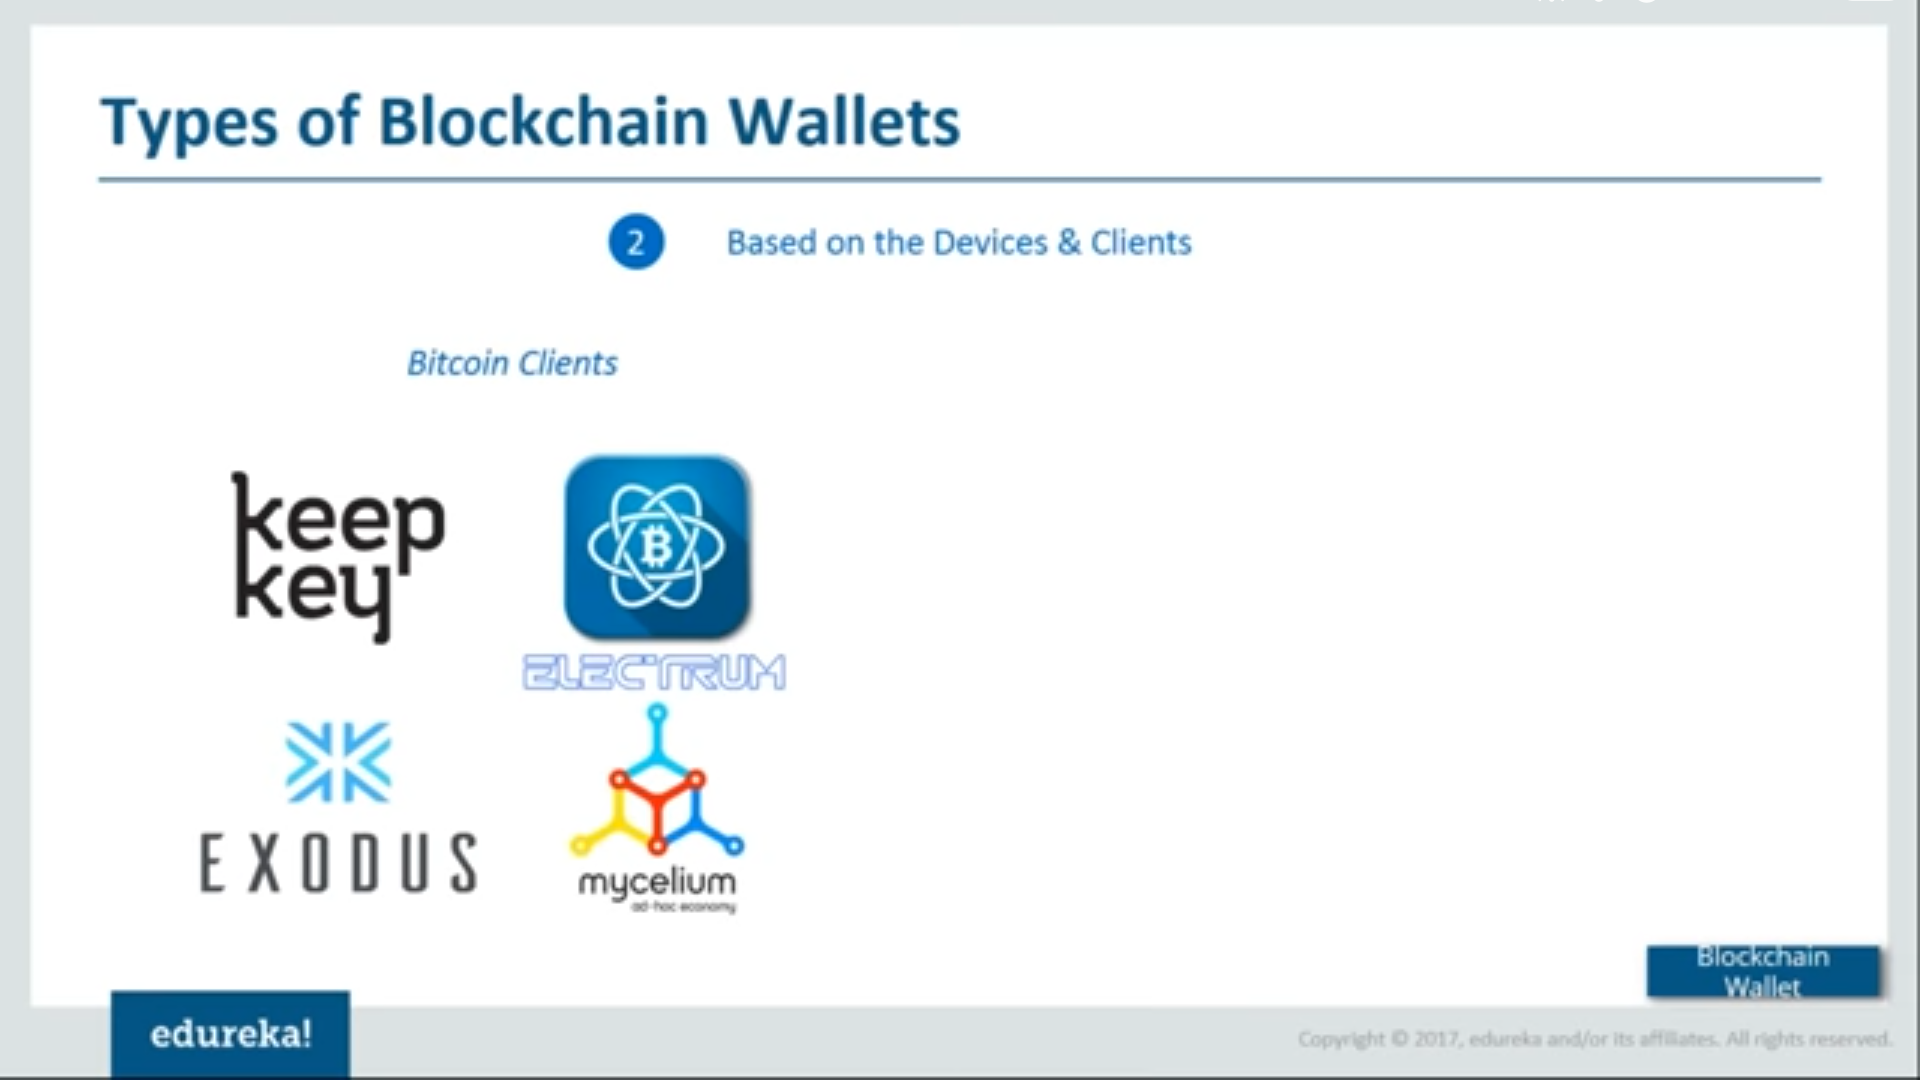 Types of Blockchain Wallets
2 Based on the Devices & Clients
Bitcoin Clients
keep
key
ELECTRUM
EXODUS
mycelium
ad-hoc economy
Blockchain
Wallet
edureka!
Copyright © 2017, edureka and/or its affiliates. All rights reserved.